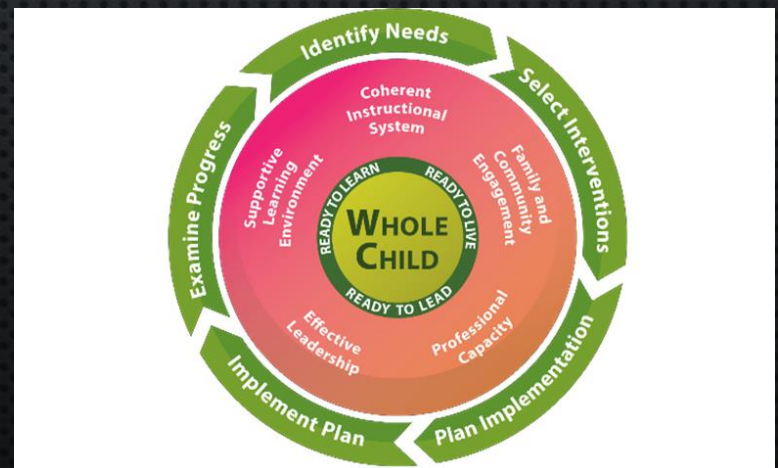 Identify Needs
Select Interventions
Plan Implementation
Implement Plan
Examine Progress
Coherent
Instructional
System
Family and
Community
Engagement
Professional
Capacity
Effective
Leadership
Supportive
Learning
Environment
READY TO LEARN
READY TO LIVE
READY TO LEAD
WHOLE
CHILD